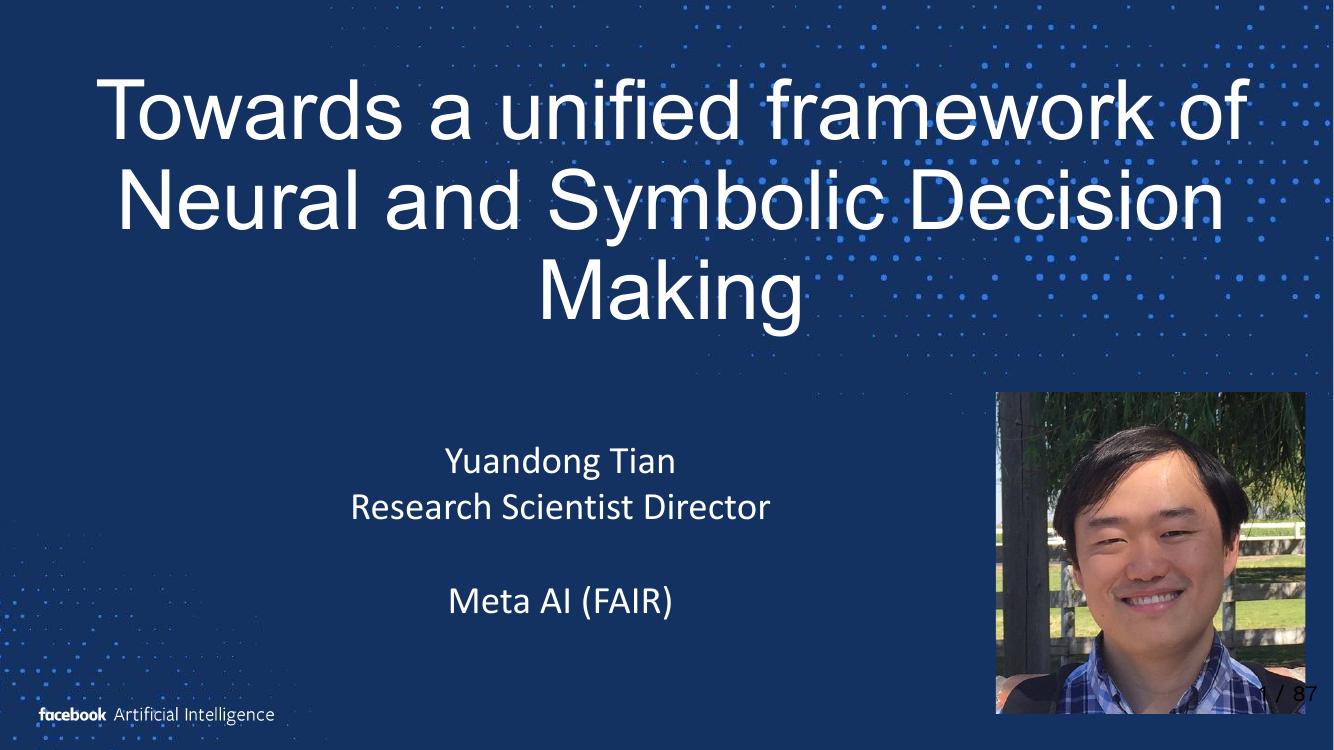 Towards a unified framework of
Neural and Symbolic Decision
Making
Yuandong Tian
Research Scientist Director
Meta AI (FAIR)
facebook Artificial Intelligence
1 / 87